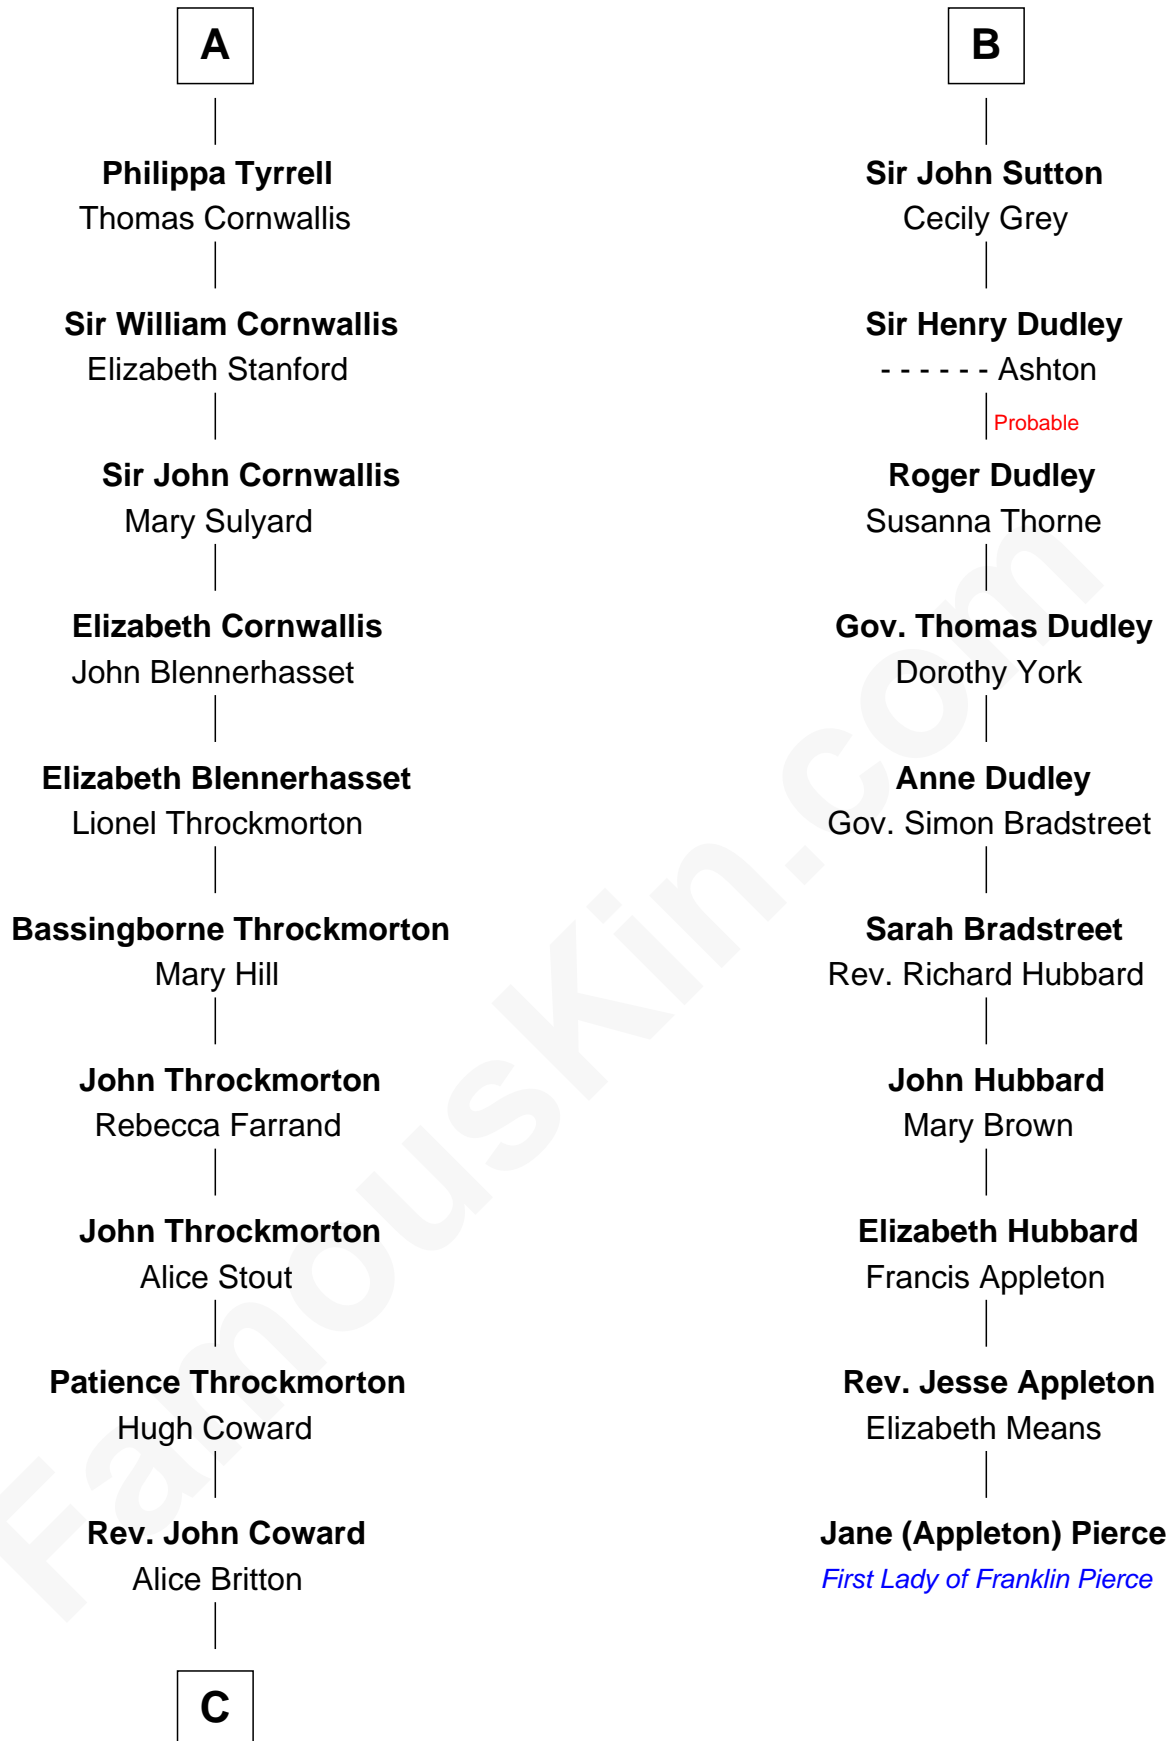 A
Philippa Tyrrell
Thomas Cornwallis
Sir William Cornwallis
Elizabeth Stanford
Sir John Cornwallis
Mary Sulyard
Elizabeth Cornwallis
John Blennerhasset
Elizabeth Blennerhasset
Lionel Throckmorton
Bassingborne Throckmorton
Mary Hill
John Throckmorton
Rebecca Farrand
John Throckmorton
Alice Stout
Patience Throckmorton
Hugh Coward
Rev. John Coward
Alice Britton
C
B
Sir John Sutton
Cecily Grey
Sir Henry Dudley
- - - - - - Ashton
Probable
Roger Dudley
Susanna Thorne
Gov. Thomas Dudley
Dorothy York
Anne Dudley
Gov. Simon Bradstreet
Sarah Bradstreet
Rev. Richard Hubbard
John Hubbard
Mary Brown
Elizabeth Hubbard
Francis Appleton
Rev. Jesse Appleton
Elizabeth Means
Jane (Appleton) Pierce
First Lady of Franklin Pierce
FamousKin.com